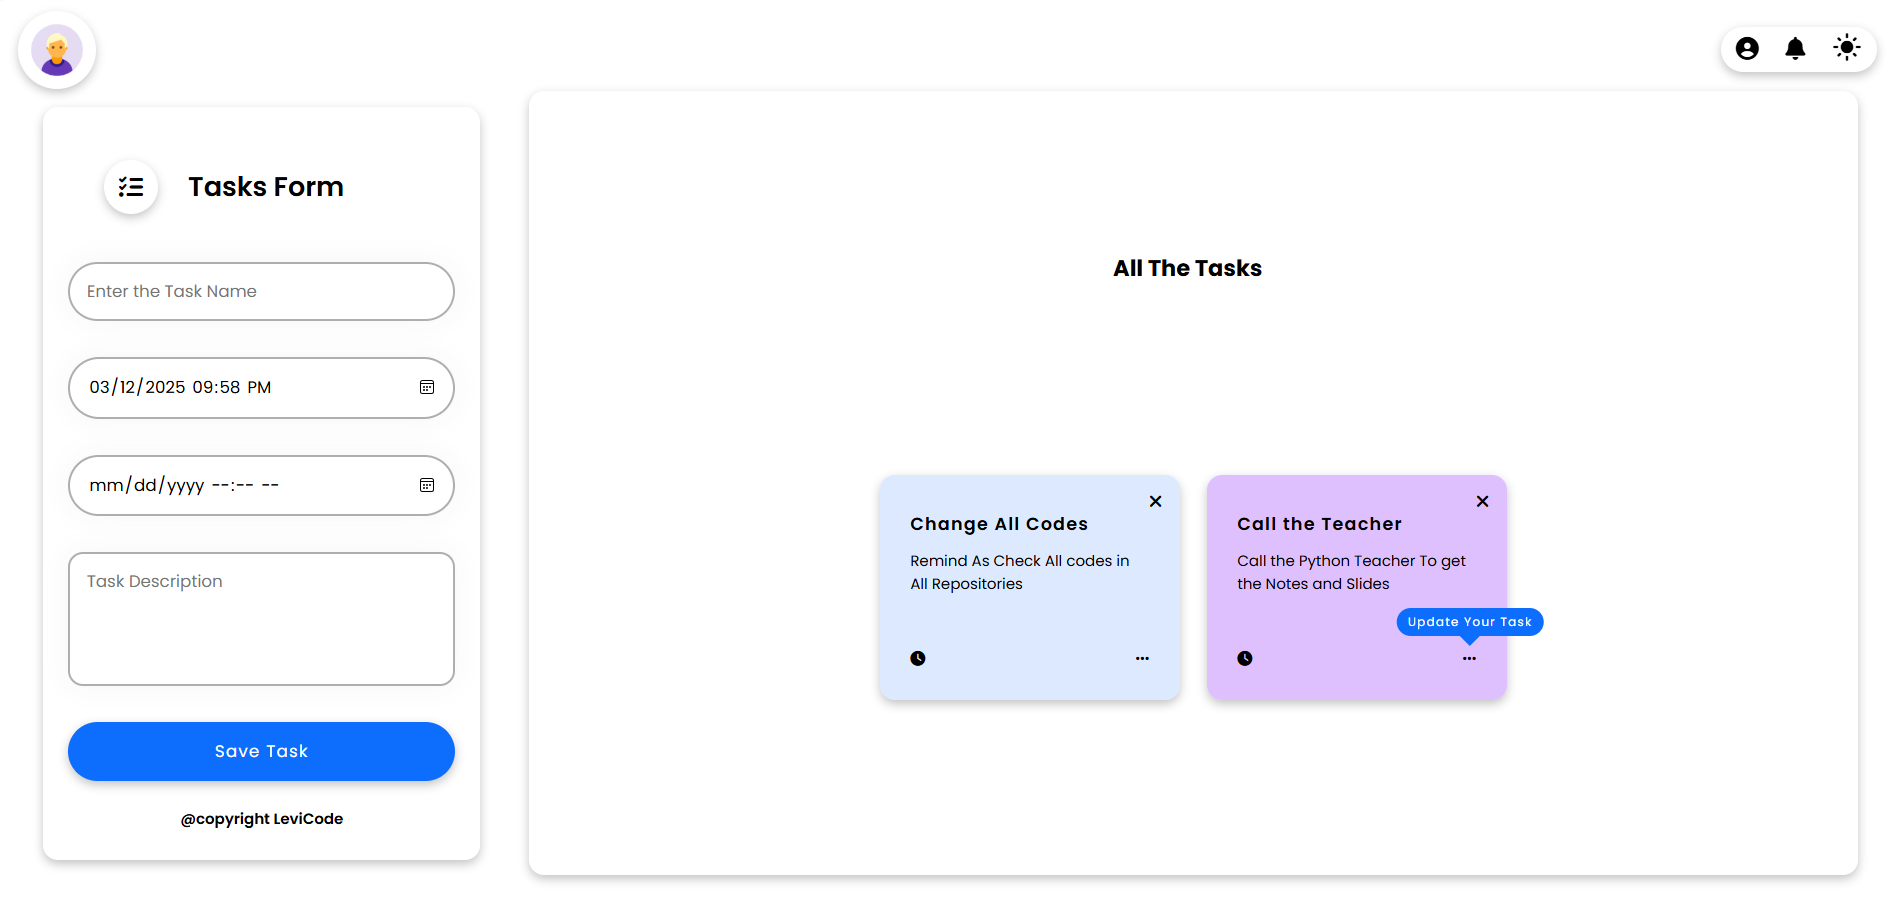 Tasks Form
Enter the Task Name
03/12/2025 09:58 PM
mm/dd/yyyy --:-- --
Task Description
Save Task
@copyright LeviCode
All The Tasks
Change All Codes
Remind As Check All codes in
All Repositories
Call the Teacher
Call the Python Teacher To get
the Notes and Slides
Update Your Task